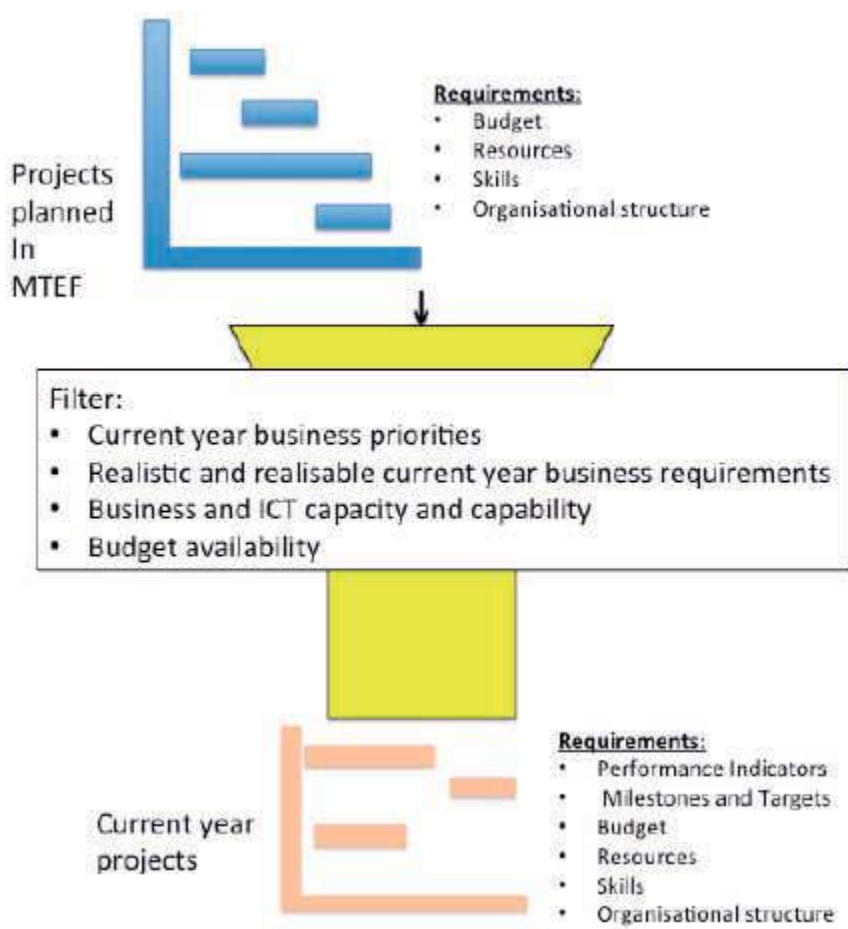 Requirements:
• Budget
• Resources
• Skills
• Organisational structure
Projects
planned
In
MTEF
Filter:
• Current year business priorities
• Realistic and realisable current year business requirements
• Business and ICT capacity and capability
• Budget availability
Requirements:
• Performance Indicators
• Milestones and Targets
• Budget
• Resources
• Skills
• Organisational structure
Current year
projects